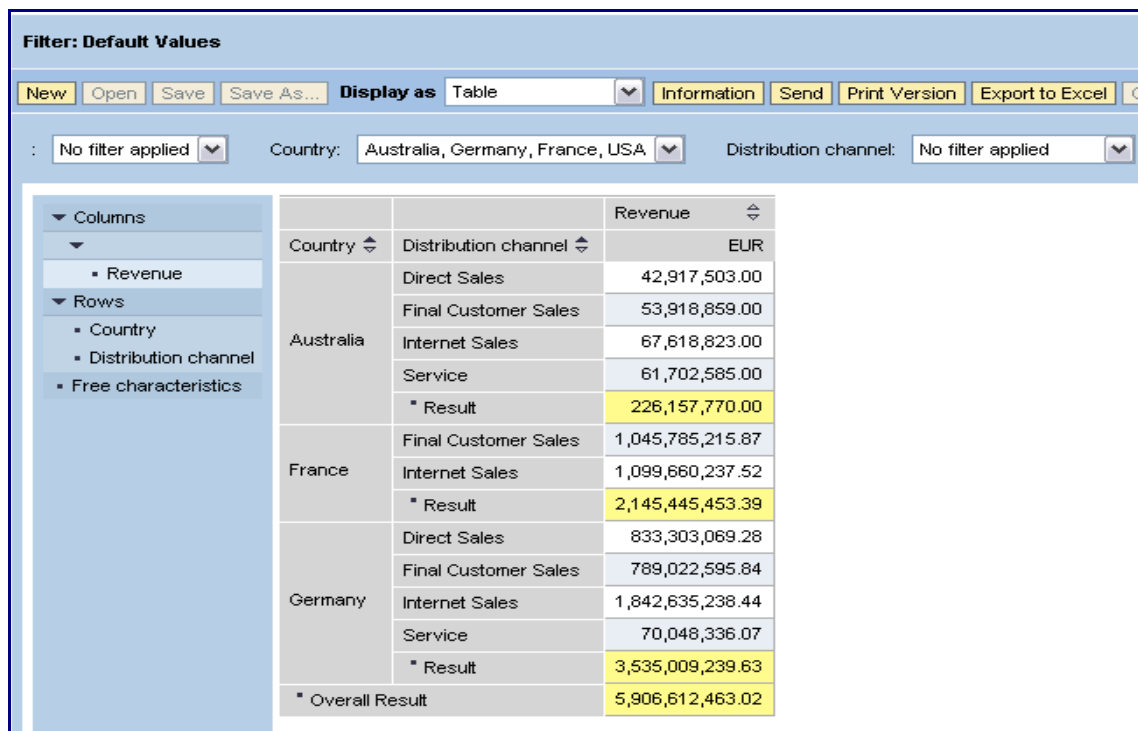 Filter: Default Values
New Open Save Save As... Display as Table Information Send Print Version Export to Excel
: No filter applied Country: Australia, Germany, France, USA Distribution channel: No filter applied
Columns
Revenue
Rows
Country
Distribution channel
Free characteristics
Revenue
Country Distribution channel EUR
Australia Direct Sales 42,917,503.00
Final Customer Sales 53,918,859.00
Internet Sales 67,618,823.00
Service 61,702,585.00
Result 226,157,770.00
France Final Customer Sales 1,045,785,215.87
Internet Sales 1,099,660,237.52
Result 2,145,445,453.39
Germany Direct Sales 833,303,069.28
Final Customer Sales 789,022,595.84
Internet Sales 1,842,635,238.44
Service 70,048,336.07
Result 3,535,009,239.63
Overall Result 5,906,612,463.02